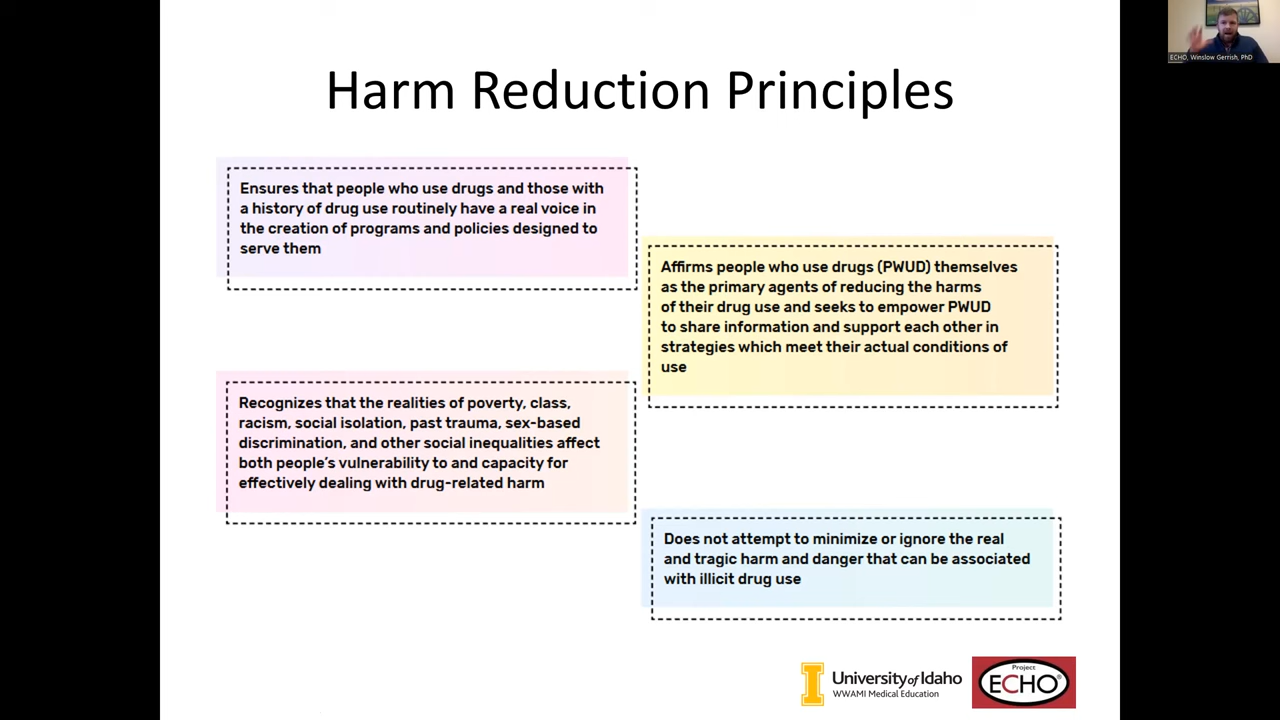 Harm Reduction Principles
Ensures that people who use drugs and those with
a history of drug use routinely have a real voice in
the creation of programs and policies designed to
serve them
Affirms people who use drugs (PWUD) themselves
as the primary agents of reducing the harms
of their drug use and seeks to empower PWUD
to share information and support each other in
strategies which meet their actual conditions of
use
Recognizes that the realities of poverty, class,
racism, social isolation, past trauma, sex-based
discrimination, and other social inequalities affect
both people’s vulnerability to and capacity for
effectively dealing with drug-related harm
Does not attempt to minimize or ignore the real
and tragic harm and danger that can be associated
with illicit drug use
University of Idaho
WWAMI Medical Education
Project
ECHO®
ECHO, Winslow Gerrish, PhD